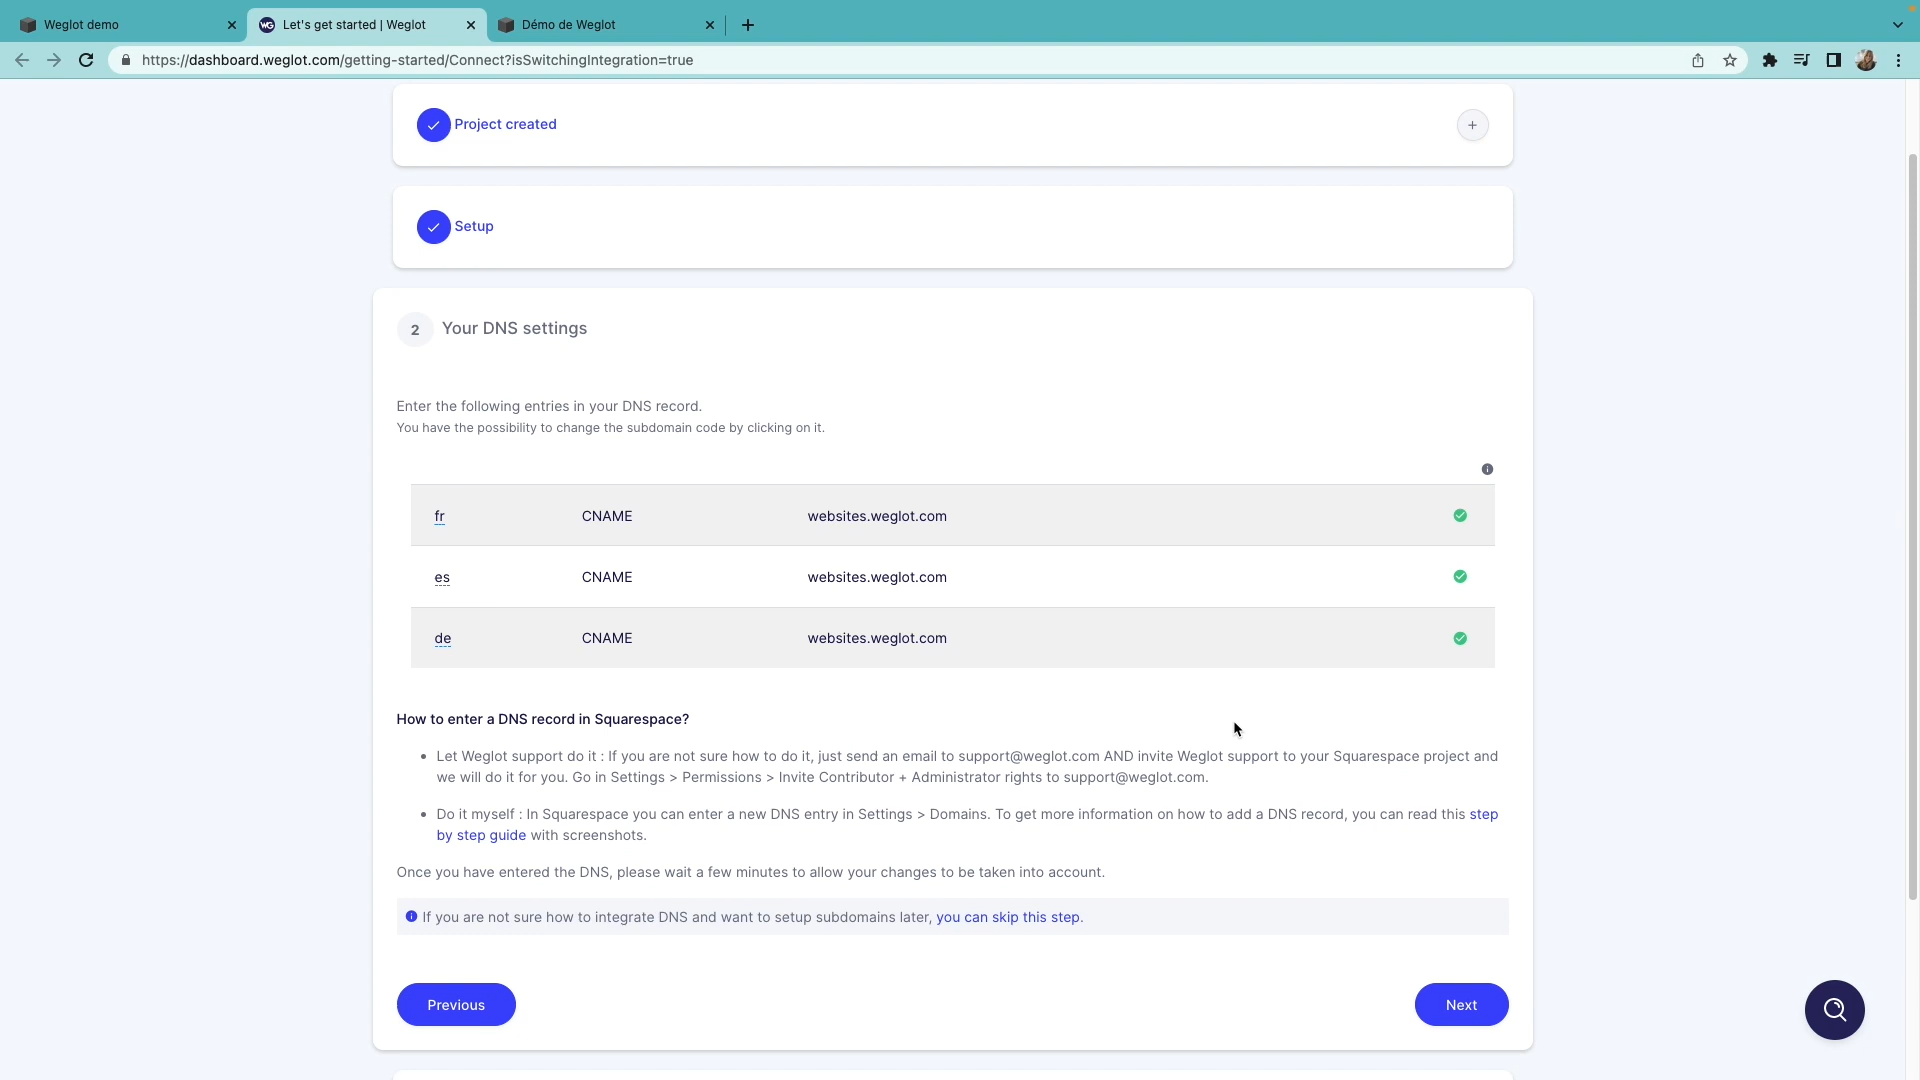 Weglot demo
Let's get started | Weglot
Démo de Weglot
https://dashboard.weglot.com/getting-started/Connect?isSwitchingIntegration=true
Project created
Setup
2 Your DNS settings
Enter the following entries in your DNS record.
You have the possibility to change the subdomain code by clicking on it.
fr CNAME websites.weglot.com
es CNAME websites.weglot.com
de CNAME websites.weglot.com
How to enter a DNS record in Squarespace?
Let Weglot support do it : If you are not sure how to do it, just send an email to support@weglot.com AND invite Weglot support to your Squarespace project and
we will do it for you. Go in Settings > Permissions > Invite Contributor + Administrator rights to support@weglot.com.
Do it myself : In Squarespace you can enter a new DNS entry in Settings > Domains. To get more information on how to add a DNS record, you can read this step
by step guide with screenshots.
Once you have entered the DNS, please wait a few minutes to allow your changes to be taken into account.
If you are not sure how to integrate DNS and want to setup subdomains later, you can skip this step.
Previous
Next